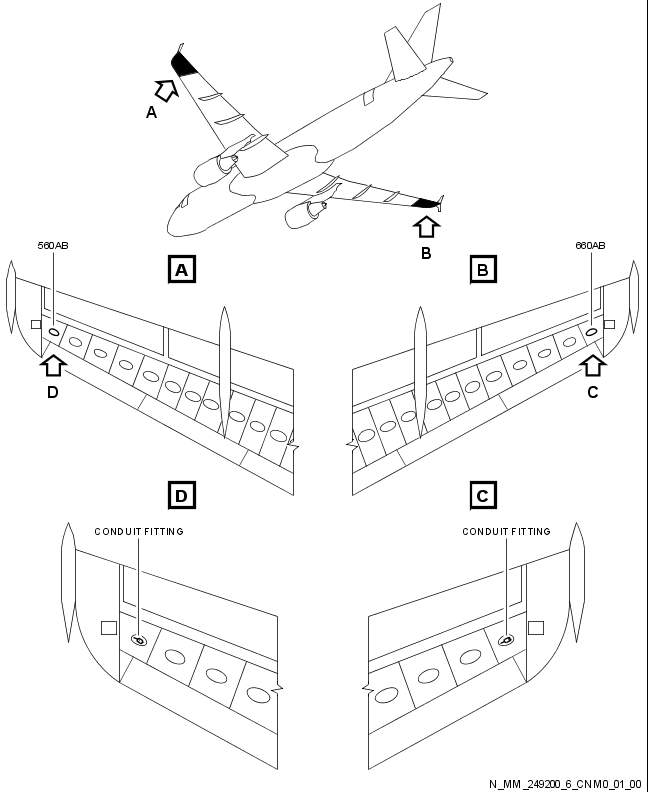 A
B
560AB
660AB
A
B
D
C
D
C
CONDUIT FITTING
CONDUIT FITTING
N_MM_249200_6_CNM0_01_00